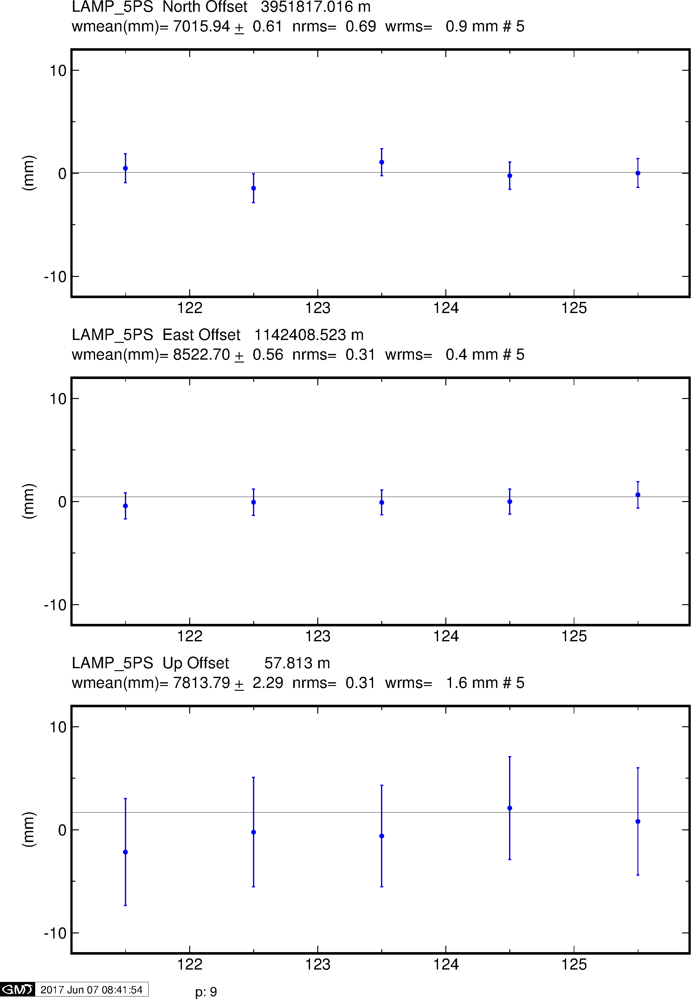 LAMP_5PS North Offset 3951817.016 m
wmean(mm)= 7015.94 ± 0.61 nrms= 0.69 wrms= 0.9 mm # 5
10
0
-10
(mm)
122 123 124 125
LAMP_5PS East Offset 1142408.523 m
wmean(mm)= 8522.70 ± 0.56 nrms= 0.31 wrms= 0.4 mm # 5
10
0
-10
(mm)
122 123 124 125
LAMP_5PS Up Offset 57.813 m
wmean(mm)= 7813.79 ± 2.29 nrms= 0.31 wrms= 1.6 mm # 5
10
0
-10
(mm)
122 123 124 125
GMT 2017 Jun 07 08:41:54 p: 9